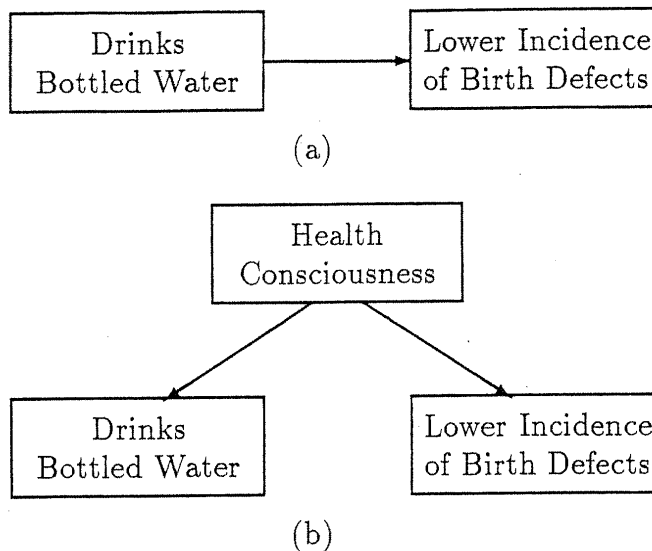 Drinks
Bottled Water
Lower Incidence
of Birth Defects
(a)
Health
Consciousness
Drinks
Bottled Water
Lower Incidence
of Birth Defects
(b)